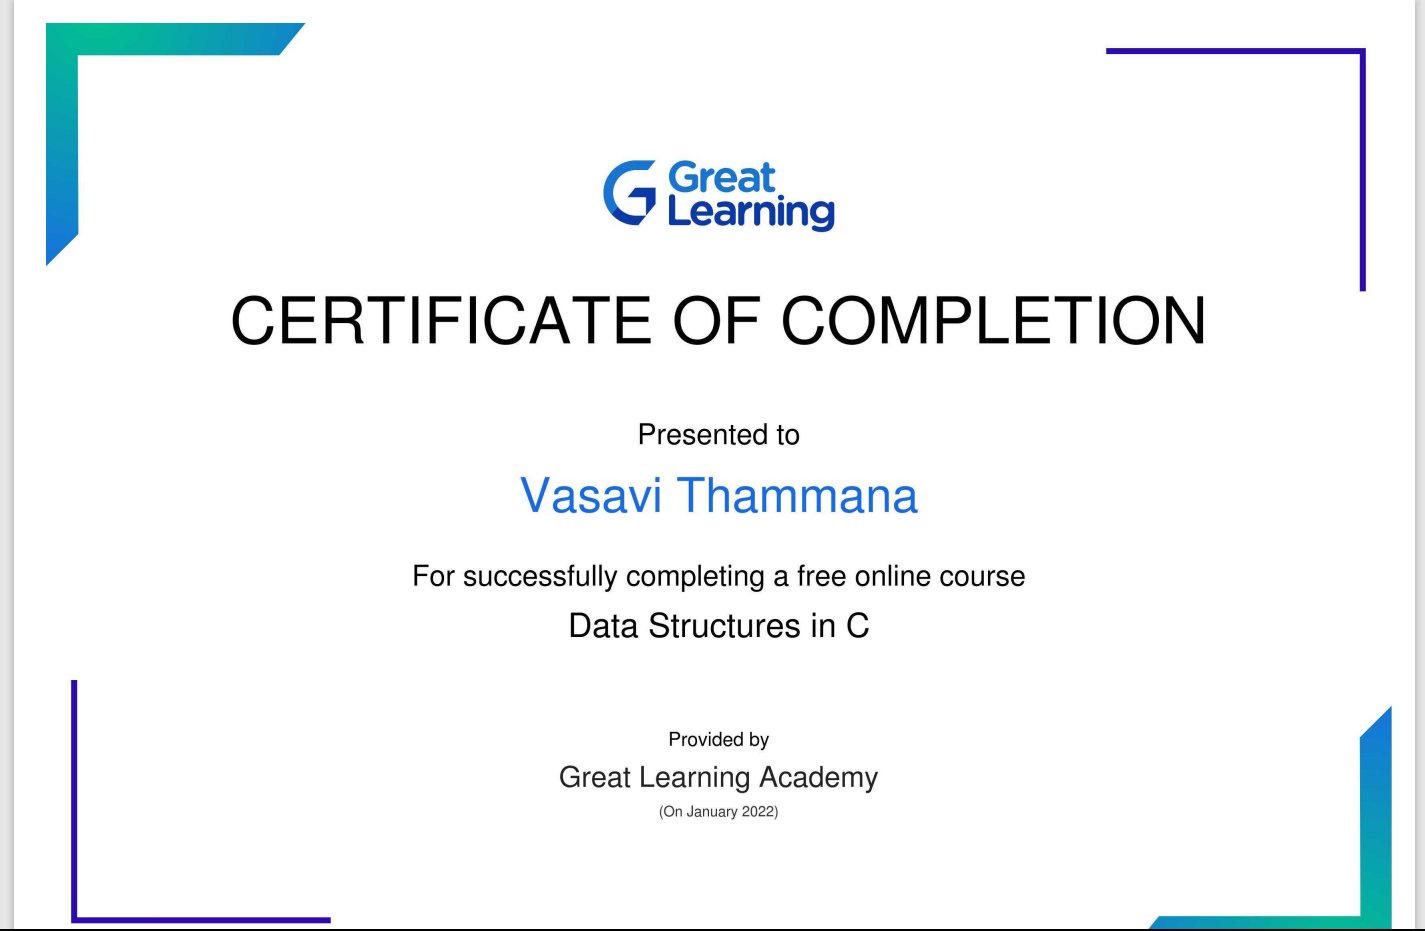 Great
Learning
CERTIFICATE OF COMPLETION
Presented to
Vasavi Thammana
For successfully completing a free online course
Data Structures in C
Provided by
Great Learning Academy
(On January 2022)